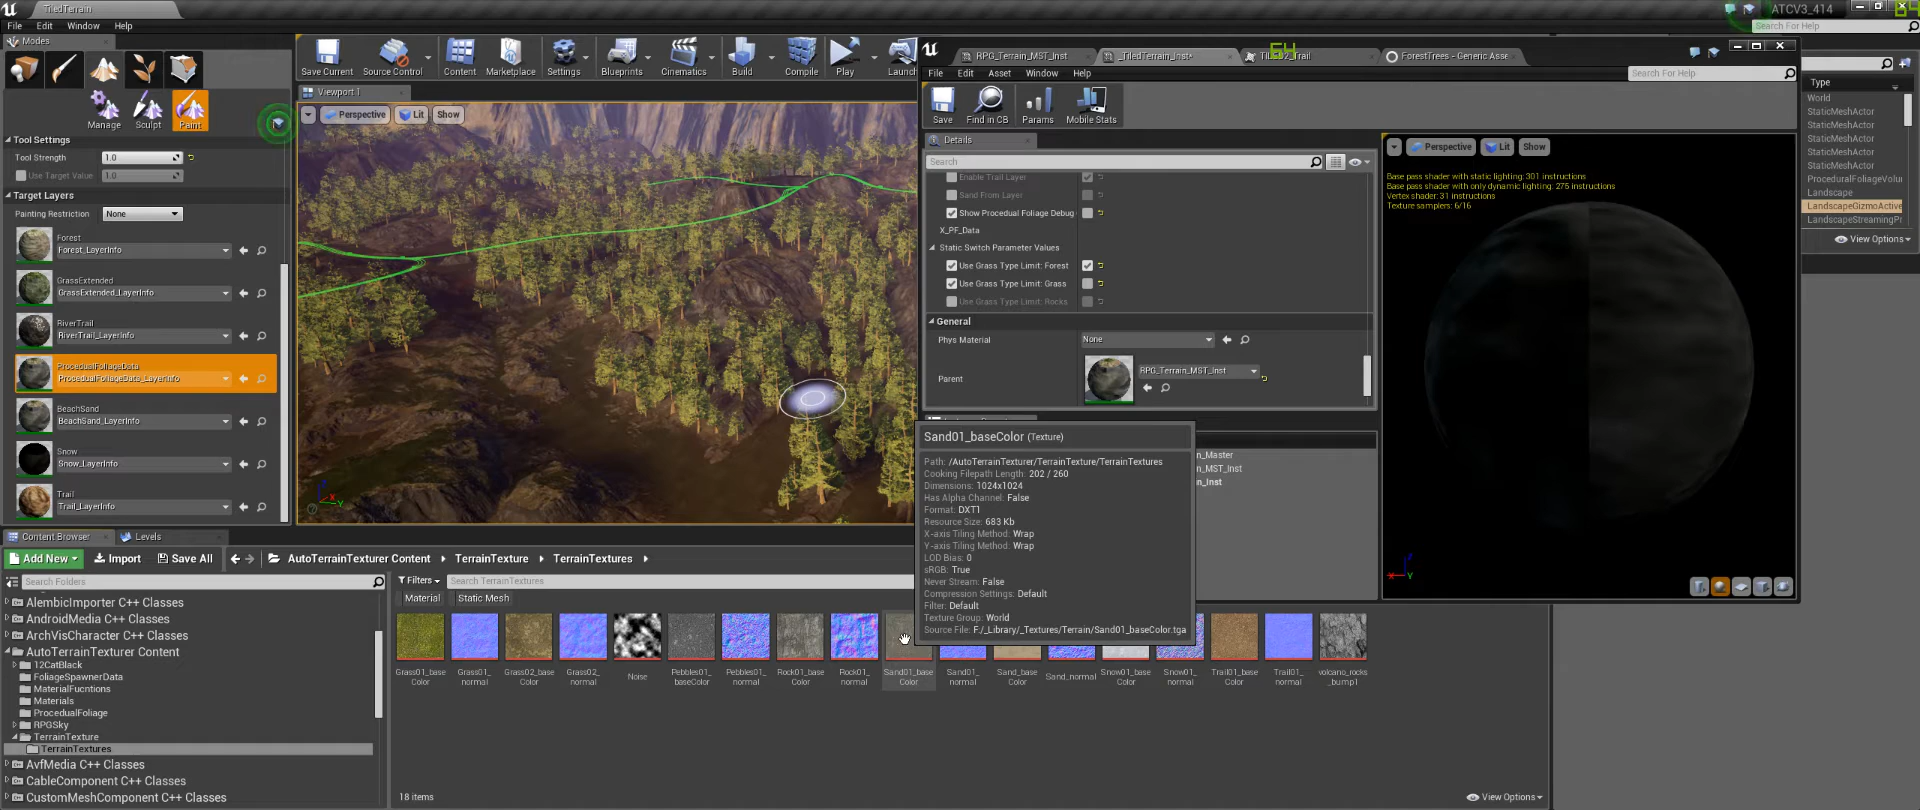 TiledTerrain
ATCV3_414
File Edit Window Help
Search For Help
Modes
Manage Sculpt Paint
Tool Settings
Tool Strength 1.0
Use Target Value 1.0
Target Layers
Painting Restriction None
Forest
Forest_LayerInfo
GrassExtended
GrassExtended_LayerInfo
RiverTrail
RiverTrail_LayerInfo
ProcedualFoliageData
ProcedualFoliageData_LayerInfo
BeachSand
BeachSand_LayerInfo
Snow
Snow_LayerInfo
Trail
Trail_LayerInfo
Save Current Source Control Content Marketplace Settings Blueprints Cinematics Build Compile Play Launch
Viewport 1
Perspective Lit Show
RPG_Terrain_MST_Inst
_TiledTerrain_Inst*
Trail
ForestTrees - Generic Asse
64
File Edit Asset Window Help
Search For Help
Save Find in CB Params Mobile Stats
Details
Search
Enable Trail Layer
Sand From Layer
Show Procedual Foliage Debug
X_PF_Data
Static Switch Parameter Values
Use Grass Type Limit: Forest
Use Grass Type Limit: Grass
Use Grass Type Limit: Rocks
General
Phys Material None
Parent RPG_Terrain_MST_Inst
n_Master
n_MST_Inst
n_Inst
Perspective Lit Show
Base pass shader with static lighting: 301 instructions
Base pass shader with only dynamic lighting: 275 instructions
Vertex shader: 31 instructions
Texture samplers: 6/16
Type
World
StaticMeshActor
StaticMeshActor
StaticMeshActor
StaticMeshActor
StaticMeshActor
ProceduralFoliageVolu
Landscape
LandscapeGizmoActive
LandscapeStreamingPr
View Options
Sand01_baseColor (Texture)
Path: /AutoTerrainTexturer/TerrainTexture/TerrainTextures
Cooking Filepath Length: 202 / 260
Dimensions: 1024x1024
Has Alpha Channel: False
Format: DXT1
Resource Size: 683 Kb
X-axis Tiling Method: Wrap
Y-axis Tiling Method: Wrap
LOD Bias: 0
sRGB: True
Never Stream: False
Compression Settings: Default
Filter: Default
Texture Group: World
Source File: F:/_Library/_Textures/Terrain/Sand01_baseColor.tga
Content Browser Levels
Add New Import Save All AutoTerrainTexturer Content TerrainTexture TerrainTextures
Search Folders
AlembicImporter C++ Classes
AndroidMedia C++ Classes
ArchVisCharacter C++ Classes
AutoTerrainTexturer Content
12CatBlack
FoliageSpawnerData
MaterialFucntions
Materials
ProcedualFoliage
RPGSky
TerrainTexture
TerrainTextures
AvfMedia C++ Classes
CableComponent C++ Classes
CustomMeshComponent C++ Classes
Filters Search TerrainTextures
Material Static Mesh
Grass01_base Color
Grass01_ normal
Grass02_base Color
Grass02_ normal
Noise
Pebbles01_ baseColor
Pebbles01_ normal
Rock01_base Color
Rock01_ normal
Sand01_base Color
Sand01_ normal
Sand_base Color
Sand_normal
Snow01_base Color
Snow01_ normal
Trail01_base Color
Trail01_ normal
volcano_rocks _bump1
18 items
View Options